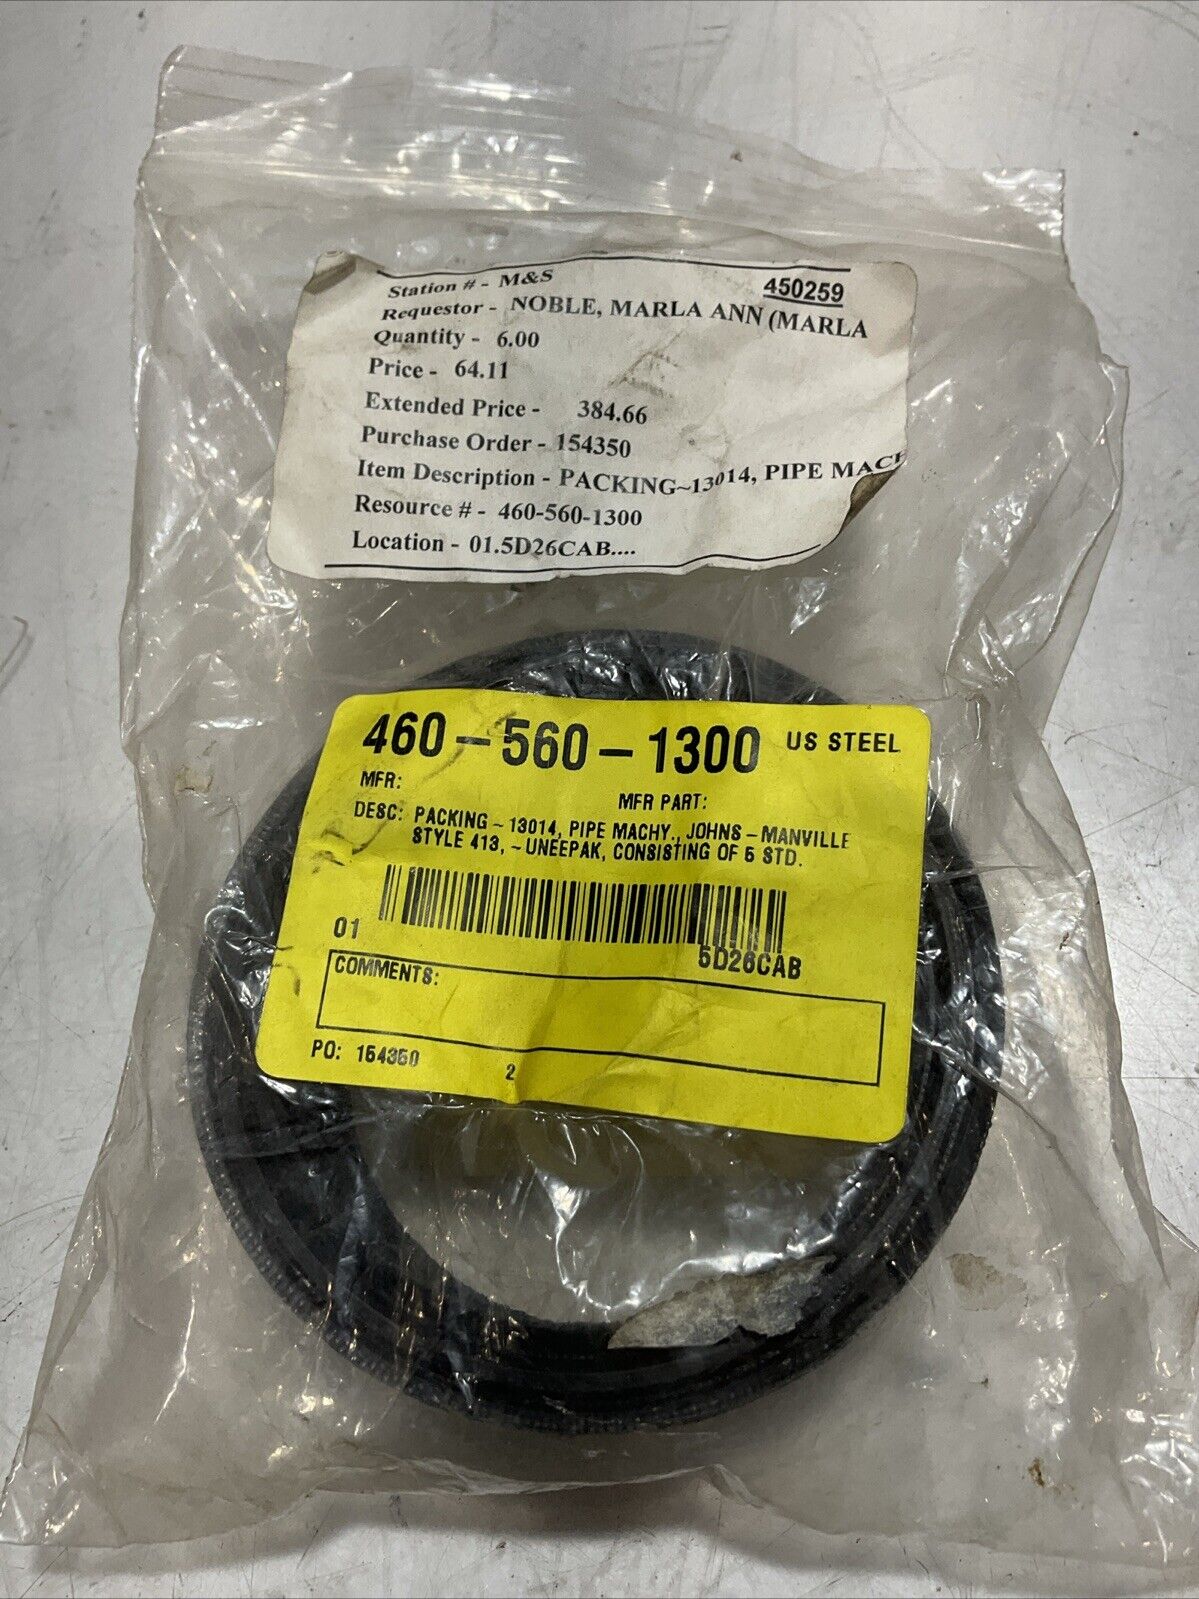 Station # - M&S 450259
Requestor - NOBLE, MARLA ANN (MARLA
Quantity - 6.00
Price - 64.11
Extended Price - 384.66
Purchase Order - 154350
Item Description - PACKING~13014, PIPE MACH
Resource # - 460-560-1300
Location - 01.5D26CAB....
460-560-1300 US STEEL
MFR: MFR PART:
DESC: PACKING ~ 13014, PIPE MACHY., JOHNS-MANVILLE
STYLE 413, ~UNEEPAK, CONSISTING OF 5 STD.
01 5D26CAB
COMMENTS:
PO: 154350 2